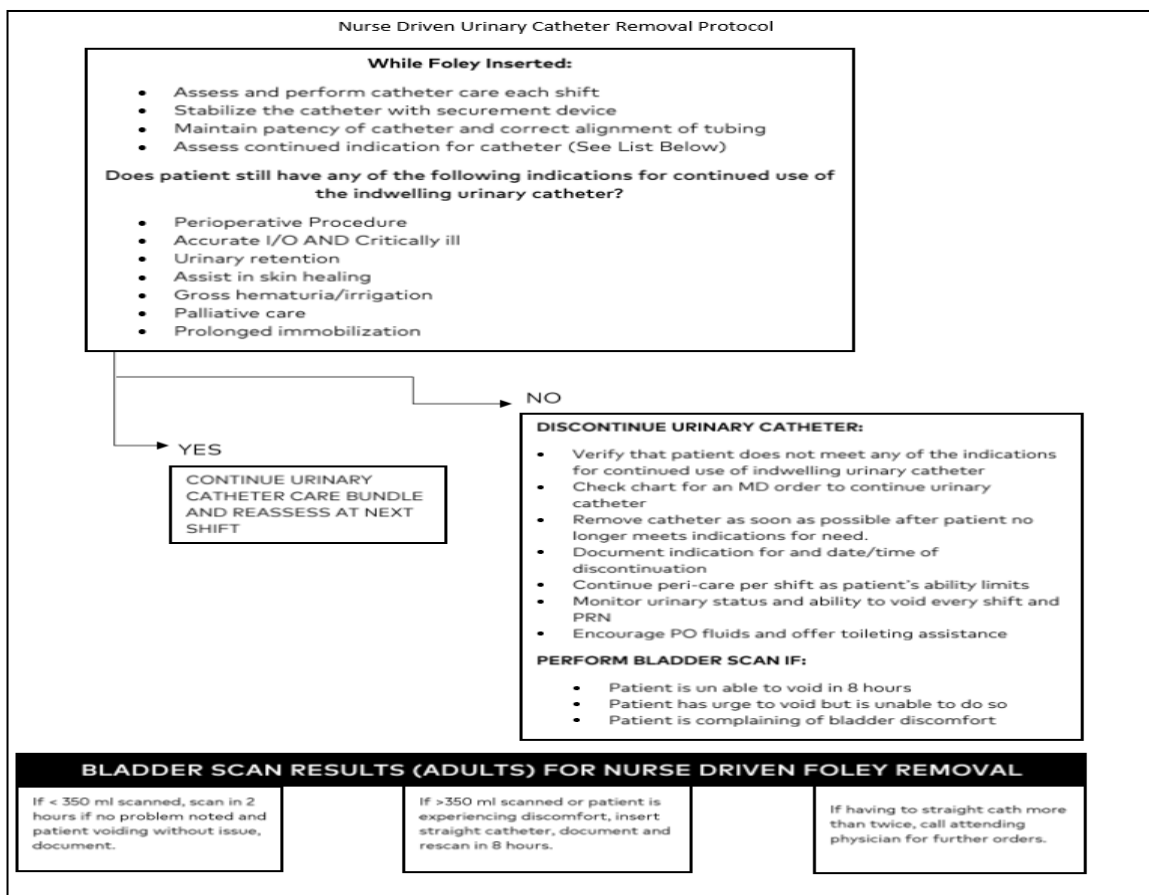 Nurse Driven Urinary Catheter Removal Protocol
While Foley Inserted:
• Assess and perform catheter care each shift
• Stabilize the catheter with securement device
• Maintain patency of catheter and correct alignment of tubing
• Assess continued indication for catheter (See List Below)
Does patient still have any of the following indications for continued use of
the indwelling urinary catheter?
• Perioperative Procedure
• Accurate I/O AND Critically ill
• Urinary retention
• Assist in skin healing
• Gross hematuria/irrigation
• Palliative care
• Prolonged immobilization
YES
CONTINUE URINARY
CATHETER CARE BUNDLE
AND REASSESS AT NEXT
SHIFT
NO
DISCONTINUE URINARY CATHETER:
• Verify that patient does not meet any of the indications
for continued use of indwelling urinary catheter
• Check chart for an MD order to continue urinary
catheter
• Remove catheter as soon as possible after patient no
longer meets indications for need.
• Document indication for and date/time of
discontinuation
• Continue peri-care per shift as patient's ability limits
• Monitor urinary status and ability to void every shift and
PRN
• Encourage PO fluids and offer toileting assistance
PERFORM BLADDER SCAN IF:
• Patient is un able to void in 8 hours
• Patient has urge to void but is unable to do so
• Patient is complaining of bladder discomfort
BLADDER SCAN RESULTS (ADULTS) FOR NURSE DRIVEN FOLEY REMOVAL
If < 350 ml scanned, scan in 2
hours if no problem noted and
patient voiding without issue,
document.
If >350 ml scanned or patient is
experiencing discomfort, insert
straight catheter, document and
rescan in 8 hours.
If having to straight cath more
than twice, call attending
physician for further orders.